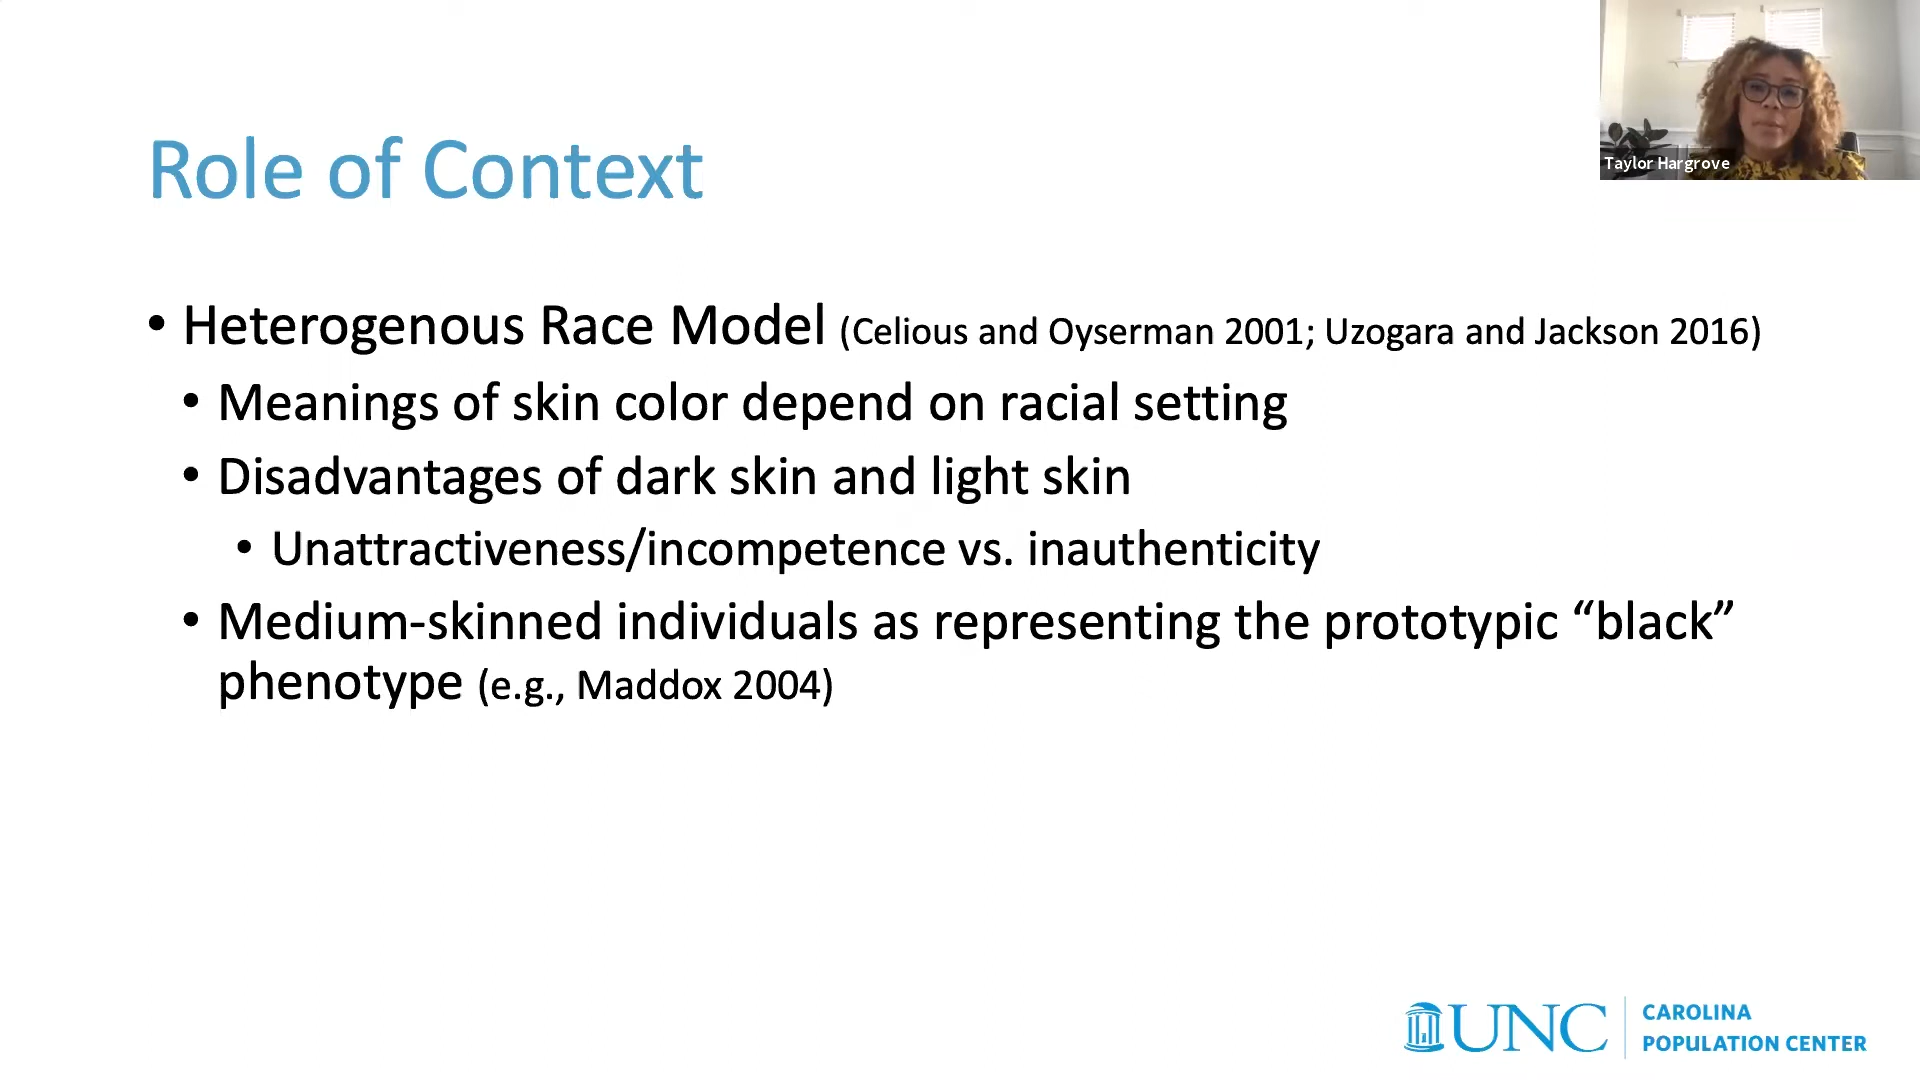 Taylor Hargrove
Role of Context
• Heterogenous Race Model (Celious and Oyserman 2001; Uzogara and Jackson 2016)
• Meanings of skin color depend on racial setting
• Disadvantages of dark skin and light skin
• Unattractiveness/incompetence vs. inauthenticity
• Medium-skinned individuals as representing the prototypic “black”
phenotype (e.g., Maddox 2004)
UNC
CAROLINA
POPULATION CENTER